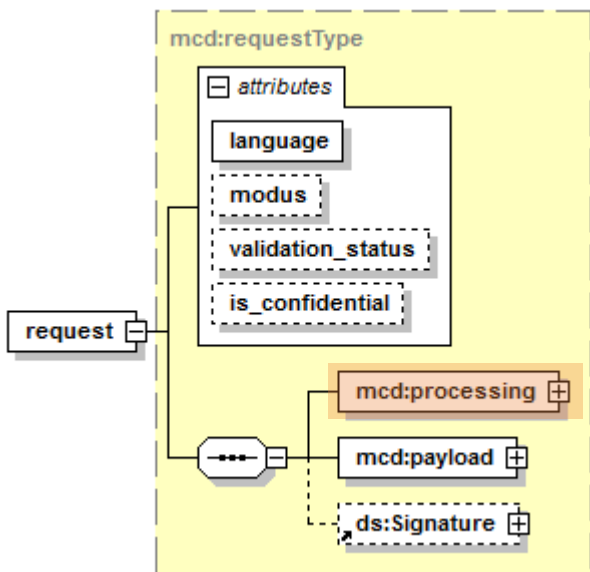 mcd:requestType
attributes
language
modus
validation_status
is_confidential
request
mcd:processing
mcd:payload
ds:Signature